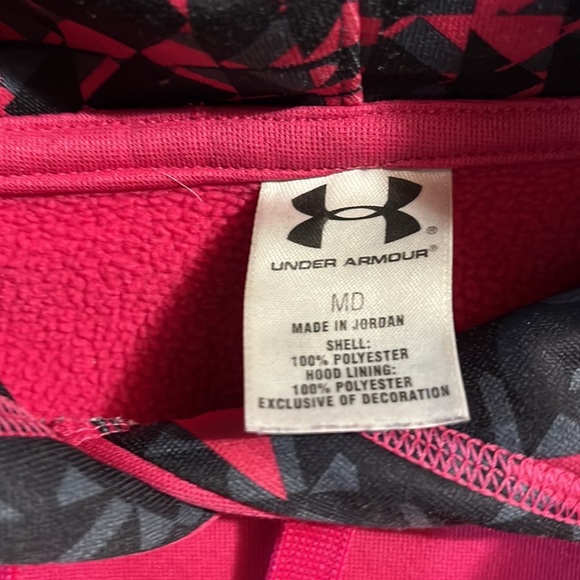 UNDER ARMOUR®
®
MD
MADE IN JORDAN
SHELL:
100% POLYESTER
HOOD LINING:
100% POLYESTER
EXCLUSIVE OF DECORATION